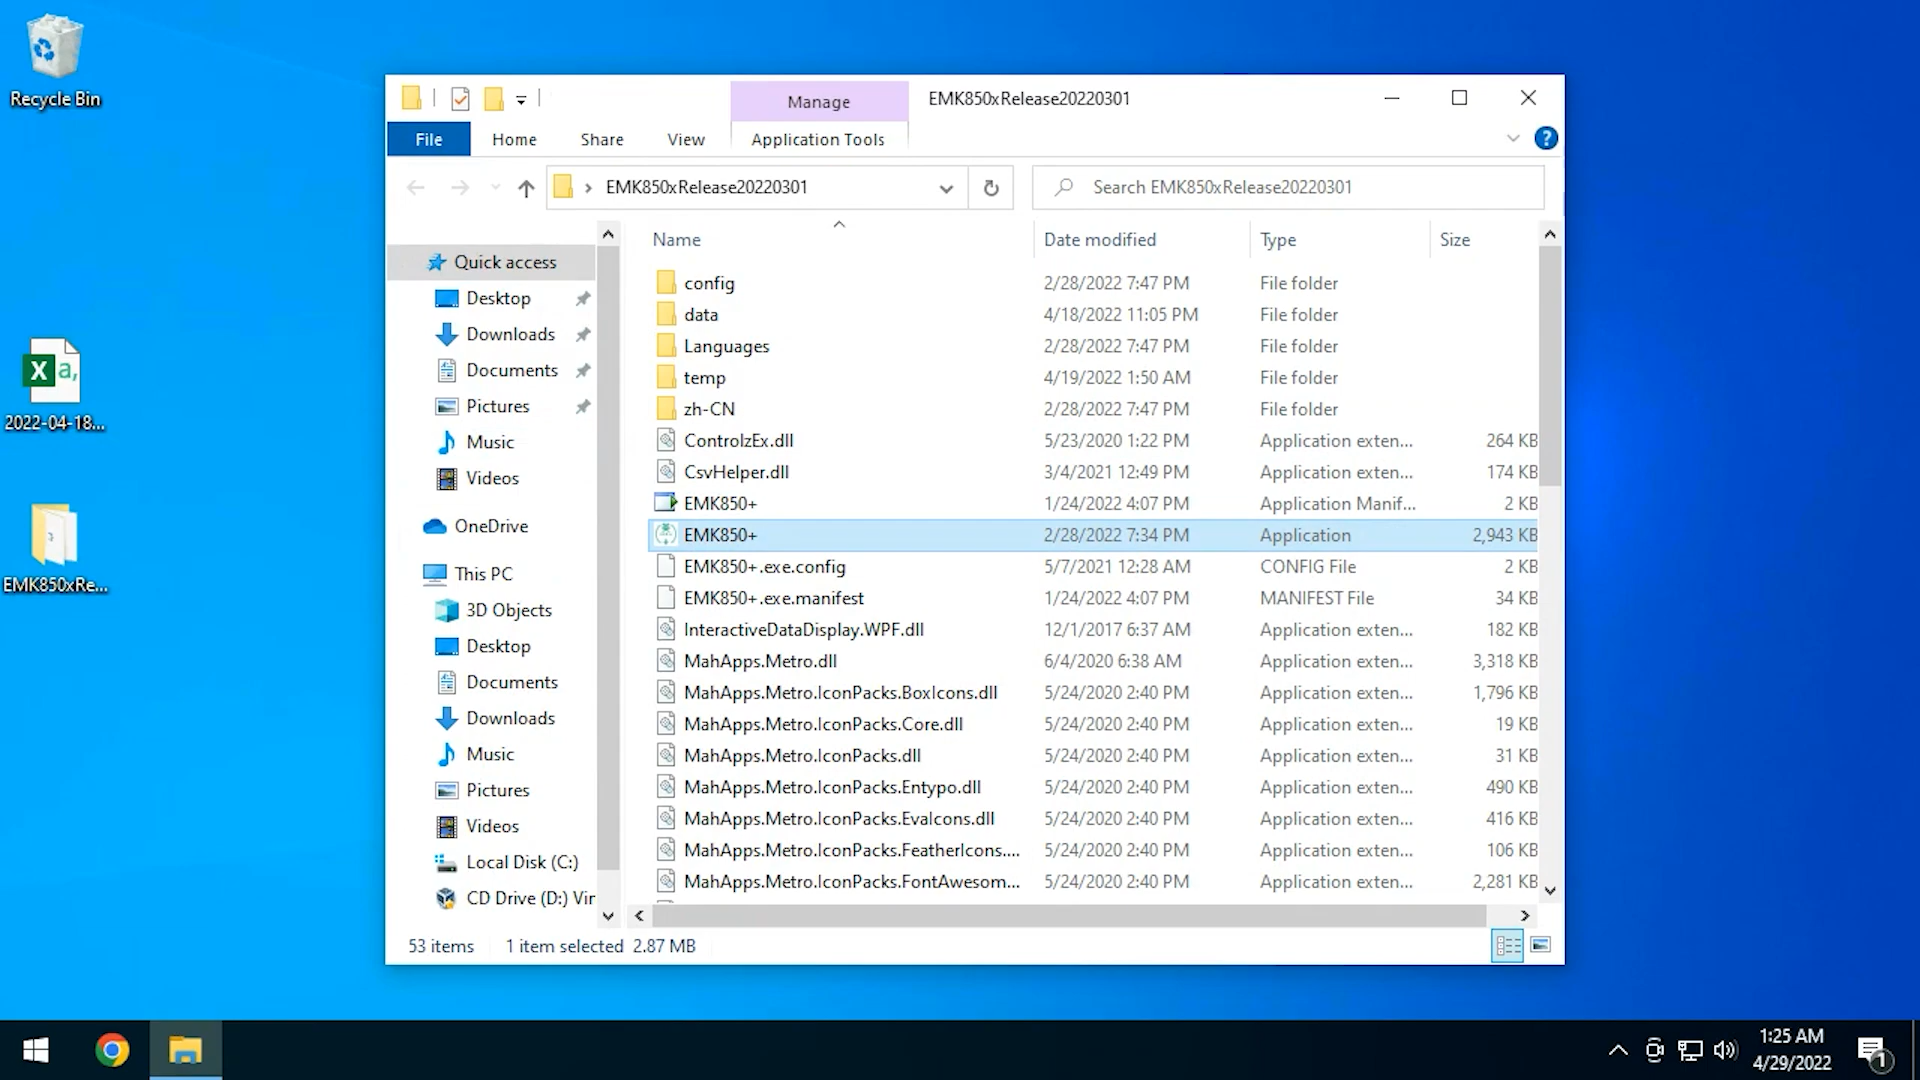 Recycle Bin
2022-04-18...
EMK850xRe...
Manage
EMK850xRelease20220301
File
Home
Share
View
Application Tools
EMK850xRelease20220301
Search EMK850xRelease20220301
Quick access
Desktop
Downloads
Documents
Pictures
Music
Videos
OneDrive
This PC
3D Objects
Desktop
Documents
Downloads
Music
Pictures
Videos
Local Disk (C:)
CD Drive (D:) Vir
Name Date modified Type Size
config 2/28/2022 7:47 PM File folder
data 4/18/2022 11:05 PM File folder
Languages 2/28/2022 7:47 PM File folder
temp 4/19/2022 1:50 AM File folder
zh-CN 2/28/2022 7:47 PM File folder
ControlzEx.dll 5/23/2020 1:22 PM Application exten... 264 KB
CsvHelper.dll 3/4/2021 12:49 PM Application exten... 174 KB
EMK850+ 1/24/2022 4:07 PM Application Manif... 2 KB
EMK850+ 2/28/2022 7:34 PM Application 2,943 KB
EMK850+.exe.config 5/7/2021 12:28 AM CONFIG File 2 KB
EMK850+.exe.manifest 1/24/2022 4:07 PM MANIFEST File 34 KB
InteractiveDataDisplay.WPF.dll 12/1/2017 6:37 AM Application exten... 182 KB
MahApps.Metro.dll 6/4/2020 6:38 AM Application exten... 3,318 KB
MahApps.Metro.IconPacks.BoxIcons.dll 5/24/2020 2:40 PM Application exten... 1,796 KB
MahApps.Metro.IconPacks.Core.dll 5/24/2020 2:40 PM Application exten... 19 KB
MahApps.Metro.IconPacks.dll 5/24/2020 2:40 PM Application exten... 31 KB
MahApps.Metro.IconPacks.Entypo.dll 5/24/2020 2:40 PM Application exten... 490 KB
MahApps.Metro.IconPacks.EvaIcons.dll 5/24/2020 2:40 PM Application exten... 416 KB
MahApps.Metro.IconPacks.FeatherIcons.... 5/24/2020 2:40 PM Application exten... 106 KB
MahApps.Metro.IconPacks.FontAwesom... 5/24/2020 2:40 PM Application exten... 2,281 KB
53 items 1 item selected 2.87 MB
1:25 AM
4/29/2022
1